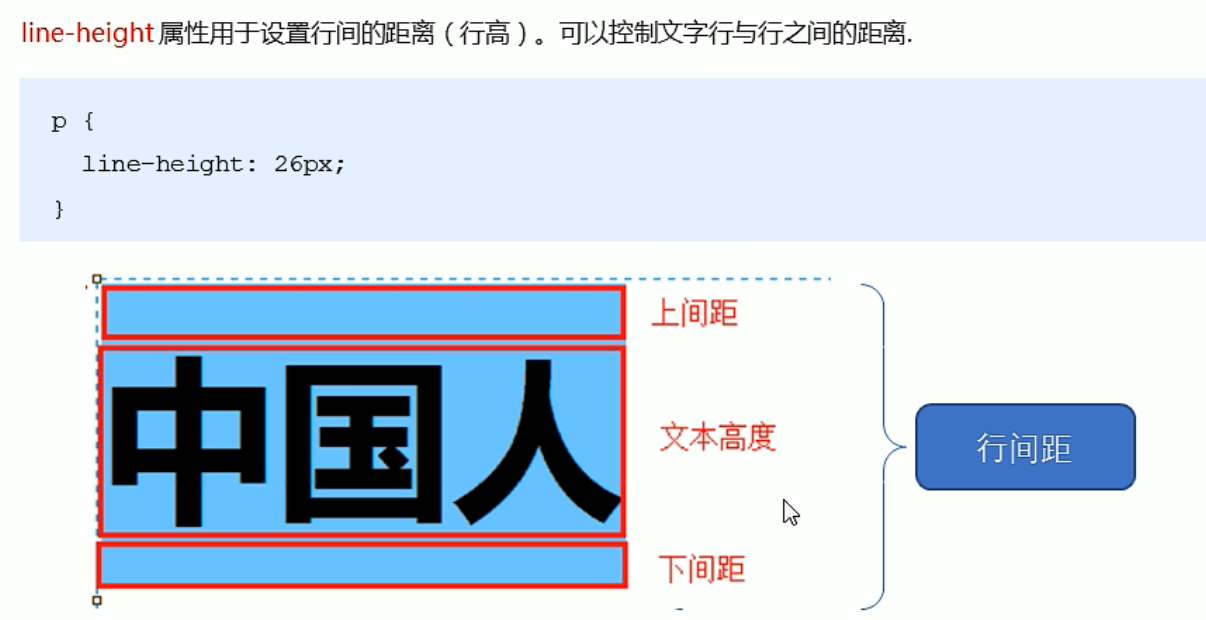 line-height 属性用于设置行间的距离（行高）。可以控制文字行与行之间的距离.
p {
line-height: 26px;
}
上间距
中国人
文本高度
行间距
下间距